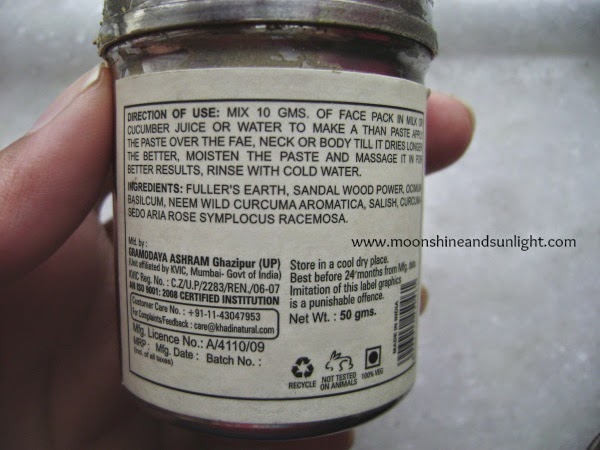 DIRECTION OF USE: MIX 10 GMS. OF FACE PACK IN MILK OR
CUCUMBER JUICE OR WATER TO MAKE A THAN PASTE APPLY
THE PASTE OVER THE FAE, NECK OR BODY TILL IT DRIES LONGER
THE BETTER, MOISTEN THE PASTE AND MASSAGE IT IN FOR
BETTER RESULTS, RINSE WITH COLD WATER.
INGREDIENTS: FULLER'S EARTH, SANDAL WOOD POWER, OCIMUM
BASILCUM, NEEM WILD CURCUMA AROMATICA, SALISH, CURCUMA
SEDO ARIA ROSE SYMPLOCUS RACEMOSA.
www.moonshineandsunlight.com
Mfd. by :
GRAMODAYA ASHRAM Ghazipur (UP)
(Unit affiliated by KVIC, Mumbai- Govt of India)
KVIC Reg. No. : C.Z/U.P/2283/REN./06-07
AN ISO 9001: 2008 CERTIFIED INSTITUTION
Customer Care No. : +91-11-43047953
For Complaints/Feedback : care@khadinatural.com
Mfg. Licence No.: A/4110/09
MRP : Mfg. Date : Batch No. :
(Incl. of all taxes)
Store in a cool dry place.
Best before 24 months from Mfg. date
Imitation of this label graphics
is a punishable offence.
Net Wt. : 50 gms.
RECYCLE
NOT TESTED
ON ANIMALS
100% VEG
MADE IN INDIA